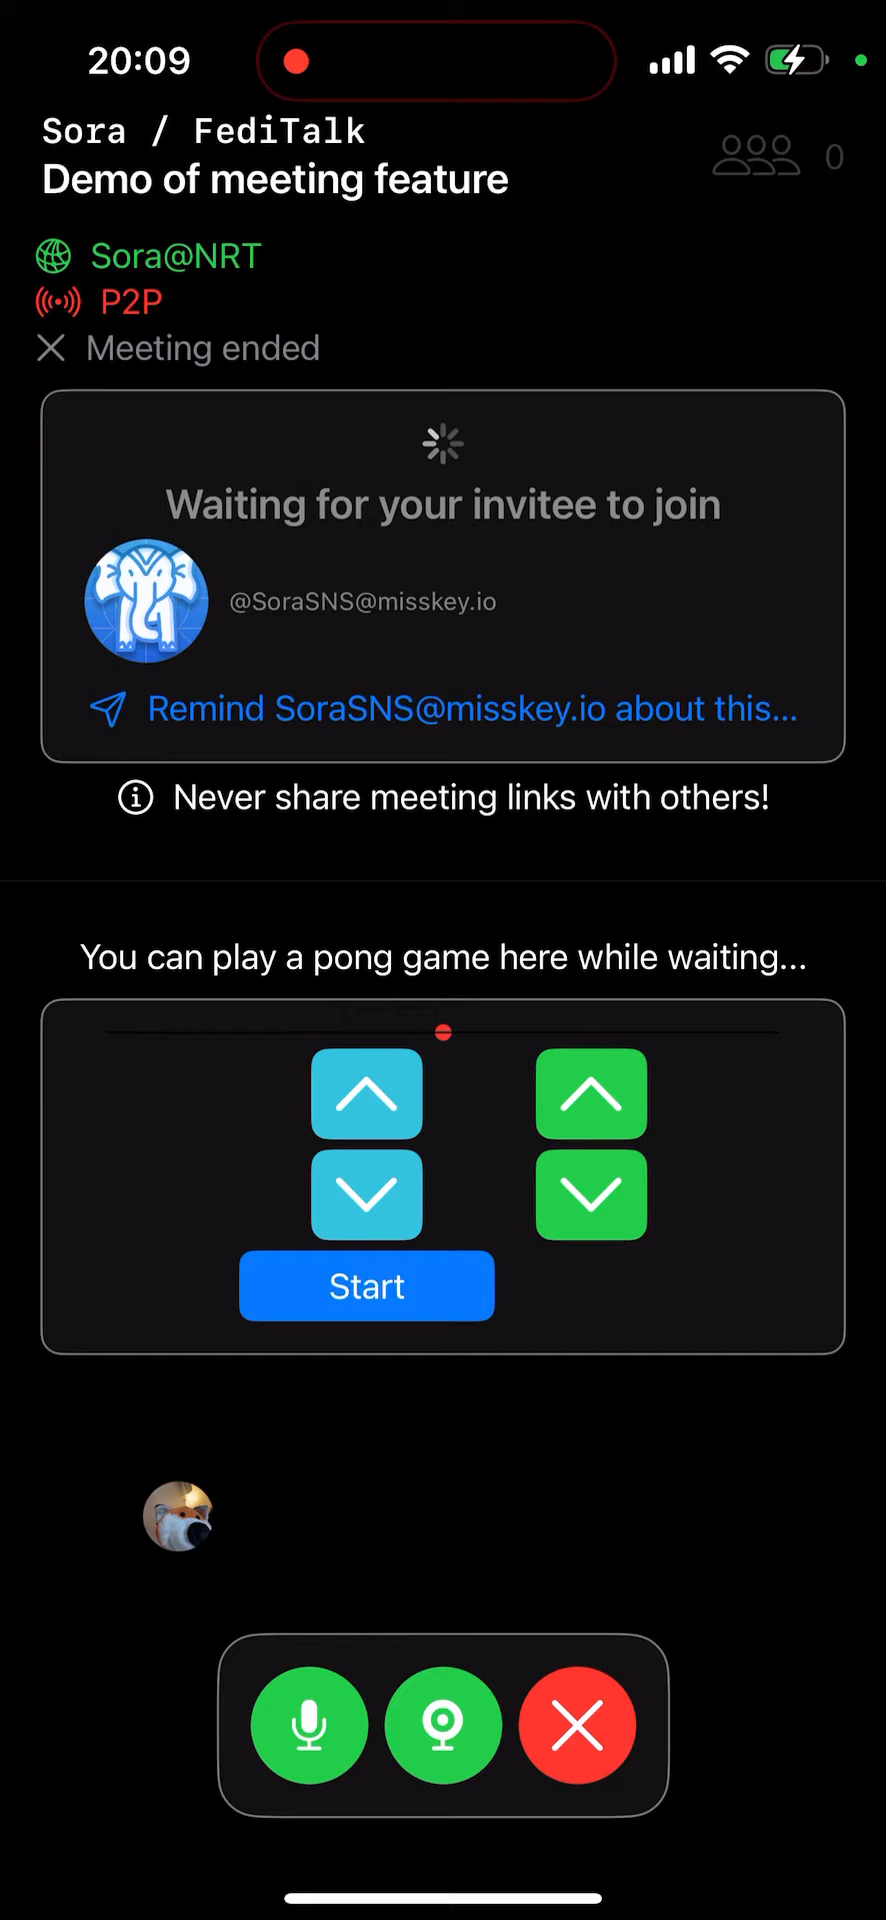 20:09
Sora / FediTalk
Demo of meeting feature
0
Sora@NRT
P2P
Meeting ended
Waiting for your invitee to join
@SoraSNS@misskey.io
Remind SoraSNS@misskey.io about this...
Never share meeting links with others!
You can play a pong game here while waiting...
Start